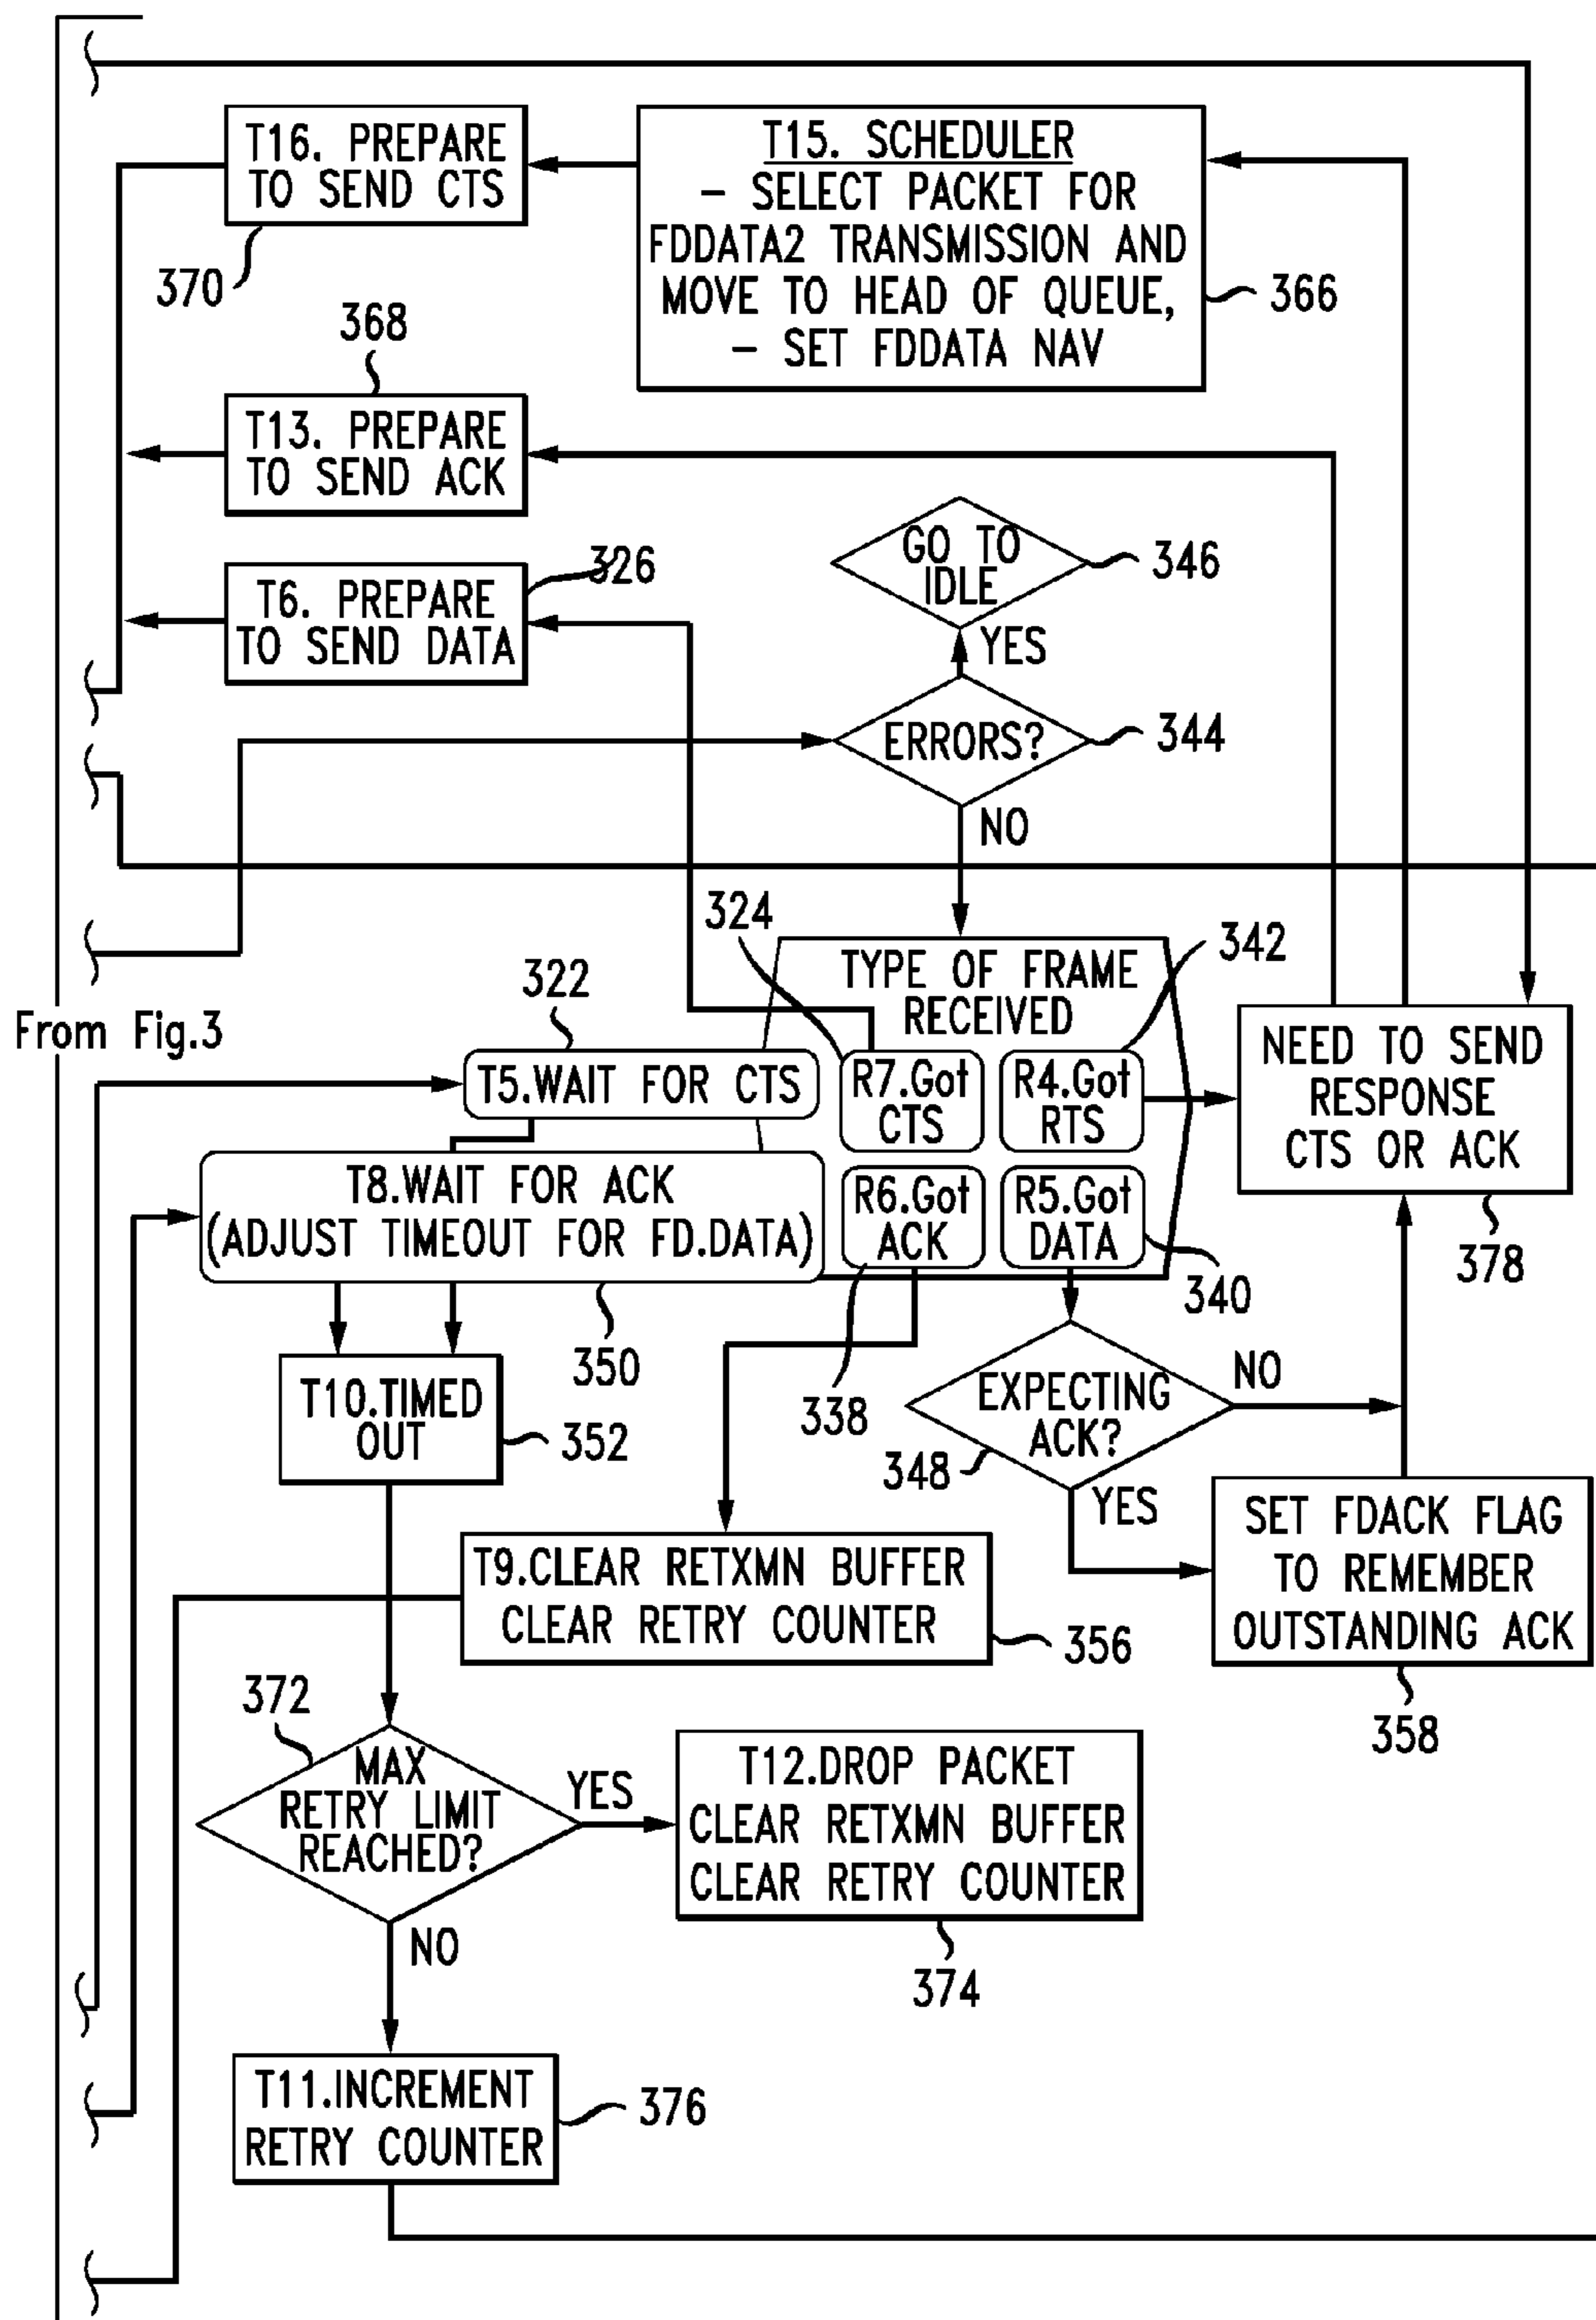 T16. PREPARE
TO SEND CTS
370
T15. SCHEDULER
- SELECT PACKET FOR
FDDATA2 TRANSMISSION AND
MOVE TO HEAD OF QUEUE,
- SET FDDATA NAV
366
368
T13. PREPARE
TO SEND ACK
326
T6. PREPARE
TO SEND DATA
GO TO
IDLE
346
YES
ERRORS?
344
NO
324
342
TYPE OF FRAME
RECEIVED
322
From Fig.3
T5.WAIT FOR CTS
R7.Got
CTS
R4.Got
RTS
NEED TO SEND
RESPONSE
CTS OR ACK
378
T8.WAIT FOR ACK
(ADJUST TIMEOUT FOR FD.DATA)
R6.Got
ACK
R5.Got
DATA
340
350
338
T10.TIMED
OUT
352
EXPECTING
ACK?
348
NO
YES
SET FDACK FLAG
TO REMEMBER
OUTSTANDING ACK
358
T9.CLEAR RETXMN BUFFER
CLEAR RETRY COUNTER
356
372
MAX
RETRY LIMIT
REACHED?
YES
T12.DROP PACKET
CLEAR RETXMN BUFFER
CLEAR RETRY COUNTER
374
NO
T11.INCREMENT
RETRY COUNTER
376